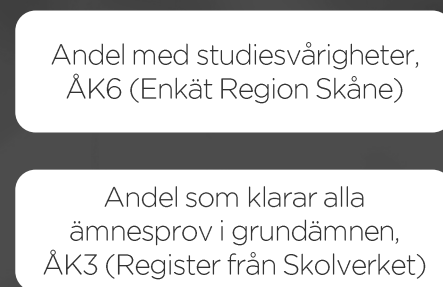 Andel med studiesvårigheter,
ÅK6 (Enkät Region Skåne)
Andel som klarar alla
ämnesprov i grundämnen,
ÅK3 (Register från Skolverket)